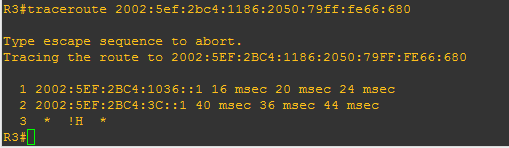 R3#traceroute 2002:5ef:2bc4:1186:2050:79ff:fe66:680
Type escape sequence to abort.
Tracing the route to 2002:5EF:2BC4:1186:2050:79FF:FE66:680
1 2002:5EF:2BC4:1036::1 16 msec 20 msec 24 msec
2 2002:5EF:2BC4:3C::1 40 msec 36 msec 44 msec
3 * !H *
R3#